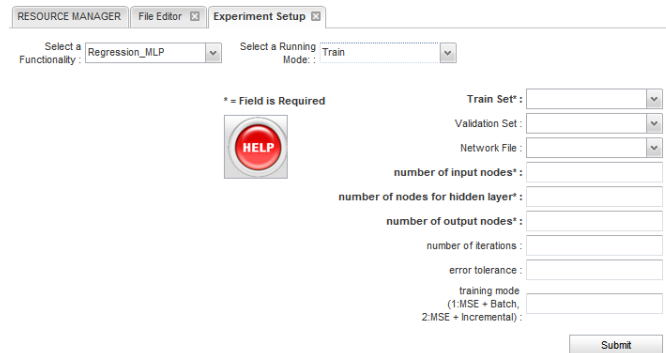 RESOURCE MANAGER File Editor Experiment Setup
Select a Functionality : Regression_MLP Select a Running Mode: : Train
* = Field is Required
HELP
Train Set* :
Validation Set :
Network File :
number of input nodes* :
number of nodes for hidden layer* :
number of output nodes* :
number of iterations :
error tolerance :
training mode
(1:MSE + Batch,
2:MSE + Incremental) :
Submit